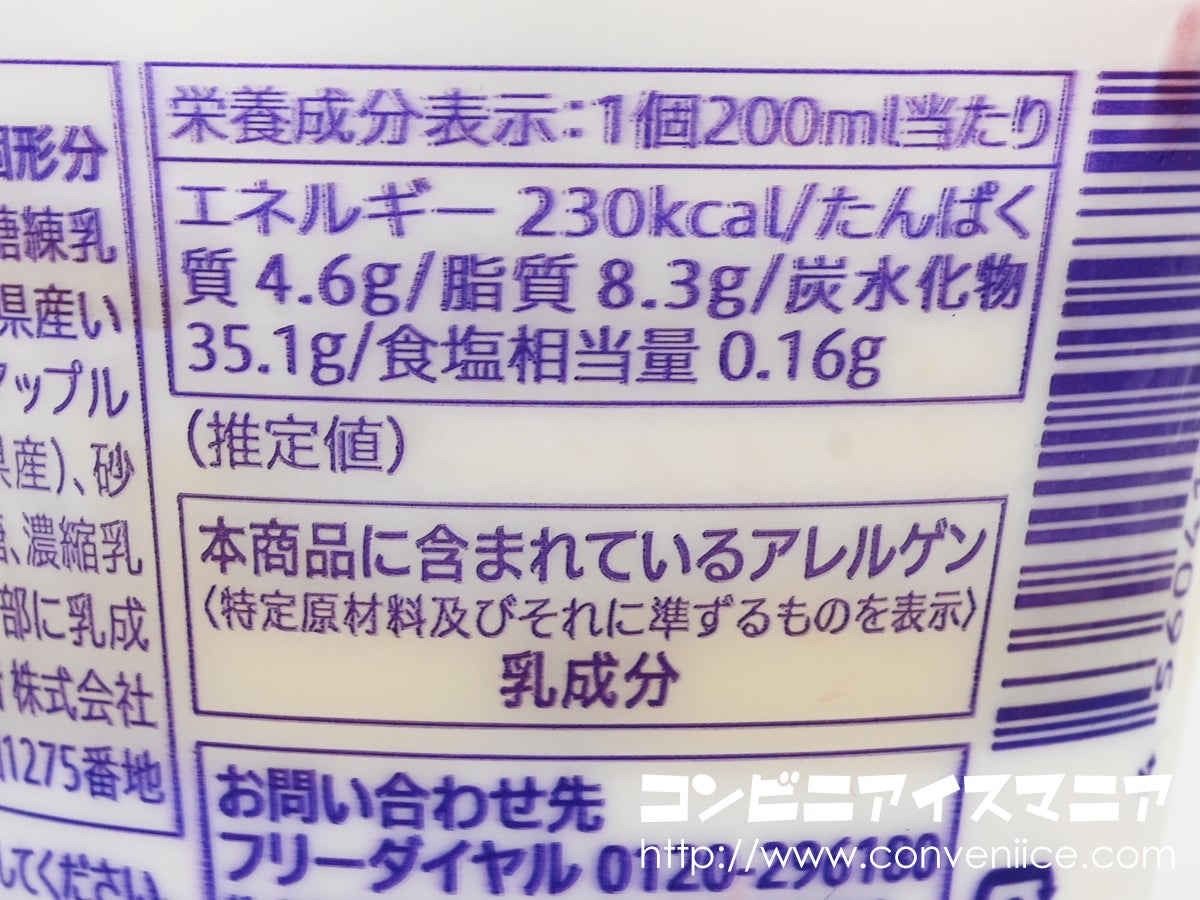 形分
糖練乳
県産い
アップル
県産)、砂
、濃縮乳
部に乳成
株式会社
1275番地
してください
栄養成分表示:1個200ml当たり
エネルギー 230kcal/たんぱく
質 4.6g/脂質 8.3g/炭水化物
35.1g/食塩相当量 0.16g
(推定値)
本商品に含まれているアレルゲン
〈特定原材料及びそれに準ずるものを表示〉
乳成分
お問い合わせ先
フリーダイヤル 0120-296180
コンビニアイスマニア
http://www.conveniice.com